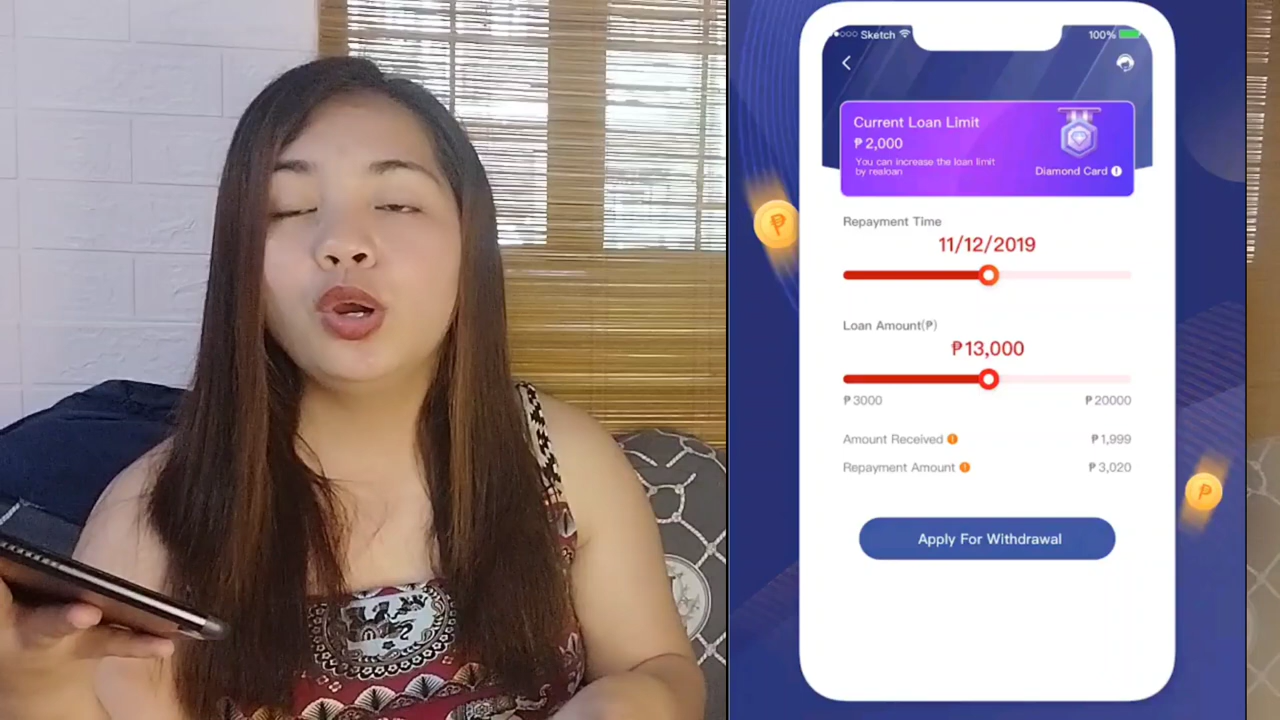 Sketch
100%
Current Loan Limit
₱ 2,000
You can increase the loan limit
by realoan
Diamond Card
Repayment Time
11/12/2019
Loan Amount(₱)
₱13,000
₱ 3000
₱ 20000
Amount Received
₱ 1,999
Repayment Amount
₱ 3,020
Apply For Withdrawal